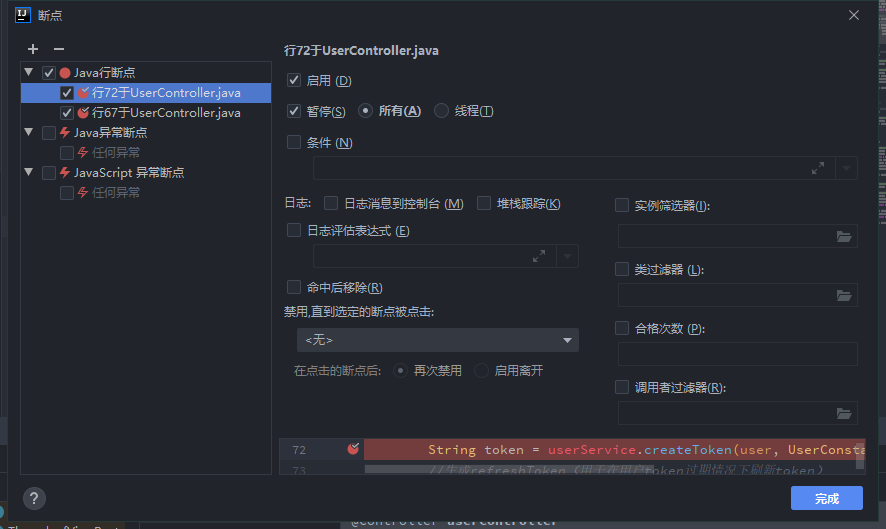 断点
行72于UserController.java
Java行断点
行72于UserController.java
行67于UserController.java
Java异常断点
任何异常
JavaScript 异常断点
任何异常
启用 (D)
暂停(S) 所有(A) 线程(T)
条件 (N)
日志: 日志消息到控制台 (M) 堆栈跟踪(K)
日志评估表达式 (E)
命中后移除(R)
禁用,直到选定的断点被点击:
<无>
在点击的断点后: 再次禁用 启用离开
实例筛选器(I):
类过滤器 (L):
合格次数 (P):
调用者过滤器(R):
72 String token = userService.createToken(user, UserConsta
73 //生成refreshToken（用于在用户token过期情况下刷新token）
? 完成
@Controller userController